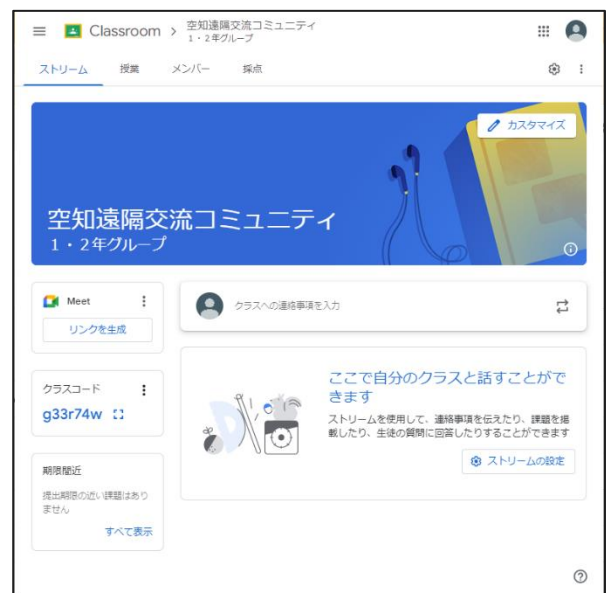 Classroom > 空知遠隔交流コミュニティ
1・2年グループ
ストリーム 授業 メンバー 採点
カスタマイズ
空知遠隔交流コミュニティ
1・2年グループ
Meet
リンクを生成
クラスへの連絡事項を入力
クラスコード
g33r74w
ここで自分のクラスと話すことがで
きます
ストリームを使用して、連絡事項を伝えたり、課題を掲
載したり、生徒の質問に回答したりすることができます
ストリームの設定
期限間近
提出期限の近い課題はあり
ません
すべて表示